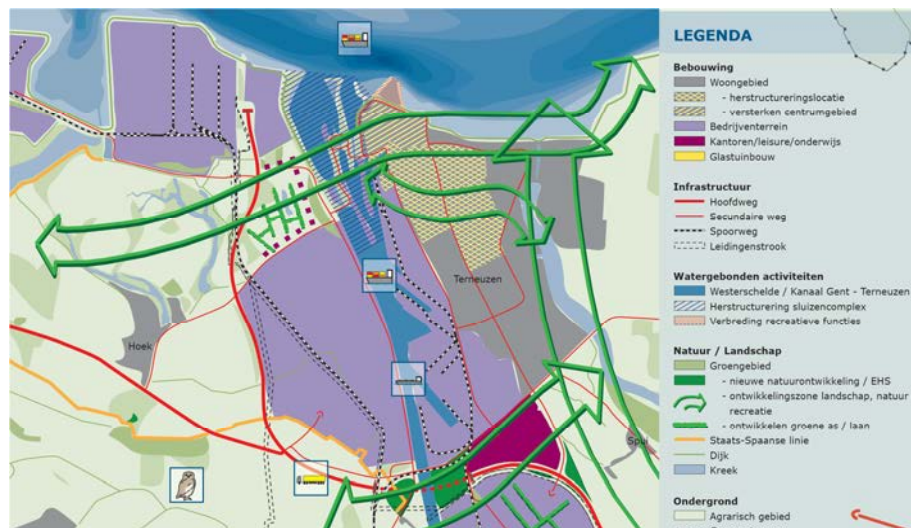 Terneuzen
Hoek
Spui
LEGENDA
Bebouwing
Woongebied
- herstructureringslocatie
- versterken centrumgebied
Bedrijventerrein
Kantoren/leisure/onderwijs
Glastuinbouw
Infrastructuur
Hoofdweg
Secundaire weg
Spoorweg
Leidingenstrook
Watergebonden activiteiten
Westerschelde / Kanaal Gent - Terneuzen
Herstructurering sluizencomplex
Verbreding recreatieve functies
Natuur / Landschap
Groengebied
- nieuwe natuurontwikkeling / EHS
- ontwikkelingszone landschap, natuur
recreatie
- ontwikkelen groene as / laan
Staats-Spaanse linie
Dijk
Kreek
Ondergrond
Agrarisch gebied